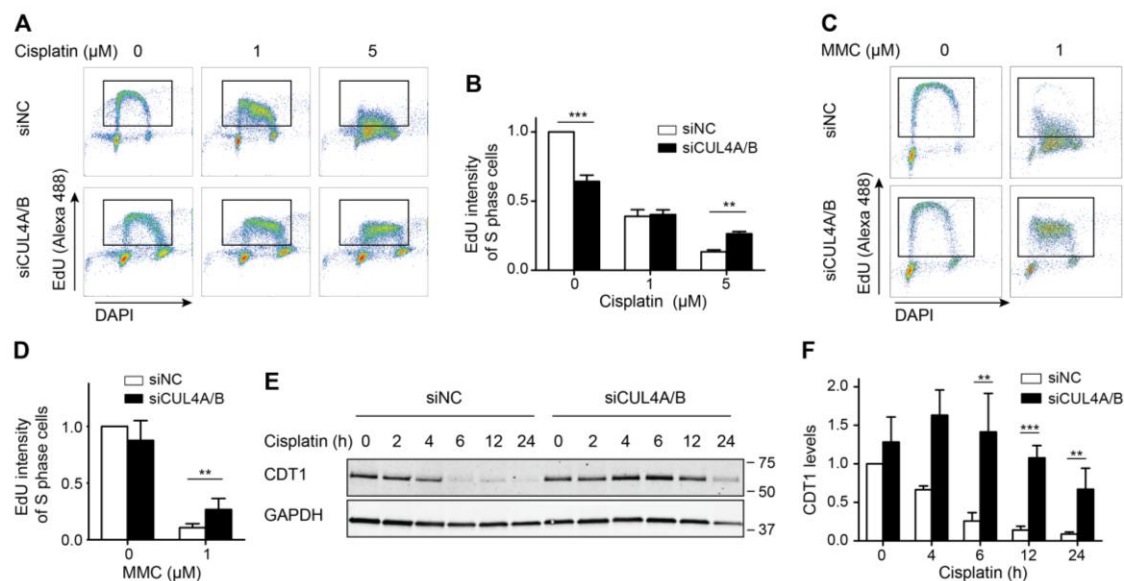 A
Cisplatin (µM) 0 1 5
siNC
siCUL4A/B
EdU (Alexa 488)
DAPI
B
siNC
siCUL4A/B
EdU intensity
of S phase cells
1.0
0.5
0.0
***
**
0 1 5
Cisplatin (µM)
C
MMC (µM) 0 1
siNC
siCUL4A/B
EdU (Alexa 488)
DAPI
D
siNC
siCUL4A/B
EdU intensity
of S phase cells
1.0
0.5
0.0
**
0 1
MMC (µM)
E
siNC siCUL4A/B
Cisplatin (h) 0 2 4 6 12 24 0 2 4 6 12 24
CDT1
GAPDH
75
50
37
F
siNC
siCUL4A/B
CDT1 levels
2.0
1.5
1.0
0.5
0.0
**
***
**
0 4 6 12 24
Cisplatin (h)